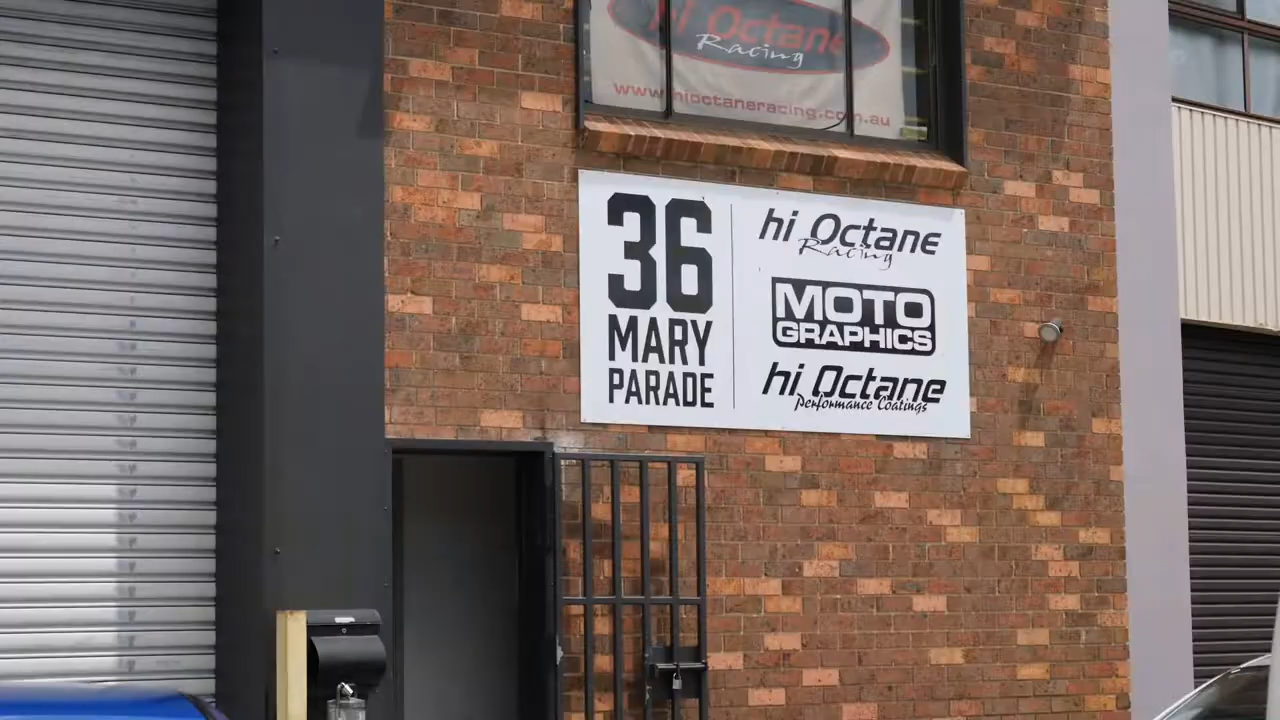 hi Octane
Racing
www.hioctaneracing.com.au
36
MARY
PARADE
hi Octane
Racing
MOTO
GRAPHICS
hi Octane
Performance Coatings